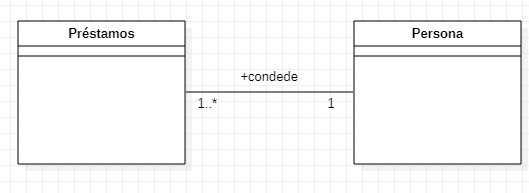 Préstamos
Persona
+condede
1..*
1